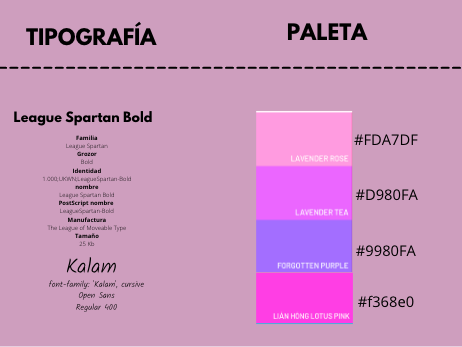 TIPOGRAFÍA
PALETA
League Spartan Bold
Familia
League Spartan
Grozor
Bold
Identidad
1.000;UKWN;LeagueSpartan-Bold
nombre
League Spartan Bold
PostScript nombre
LeagueSpartan-Bold
Manufactura
The League of Moveable Type
Tamaño
25 Kb
Kalam
font-family: 'Kalam', cursive
Open Sans
Regular 400
LAVENDER ROSE
#FDA7DF
LAVENDER TEA
#D980FA
FORGOTTEN PURPLE
#9980FA
LIÁN HÓNG LOTUS PINK
#f368e0